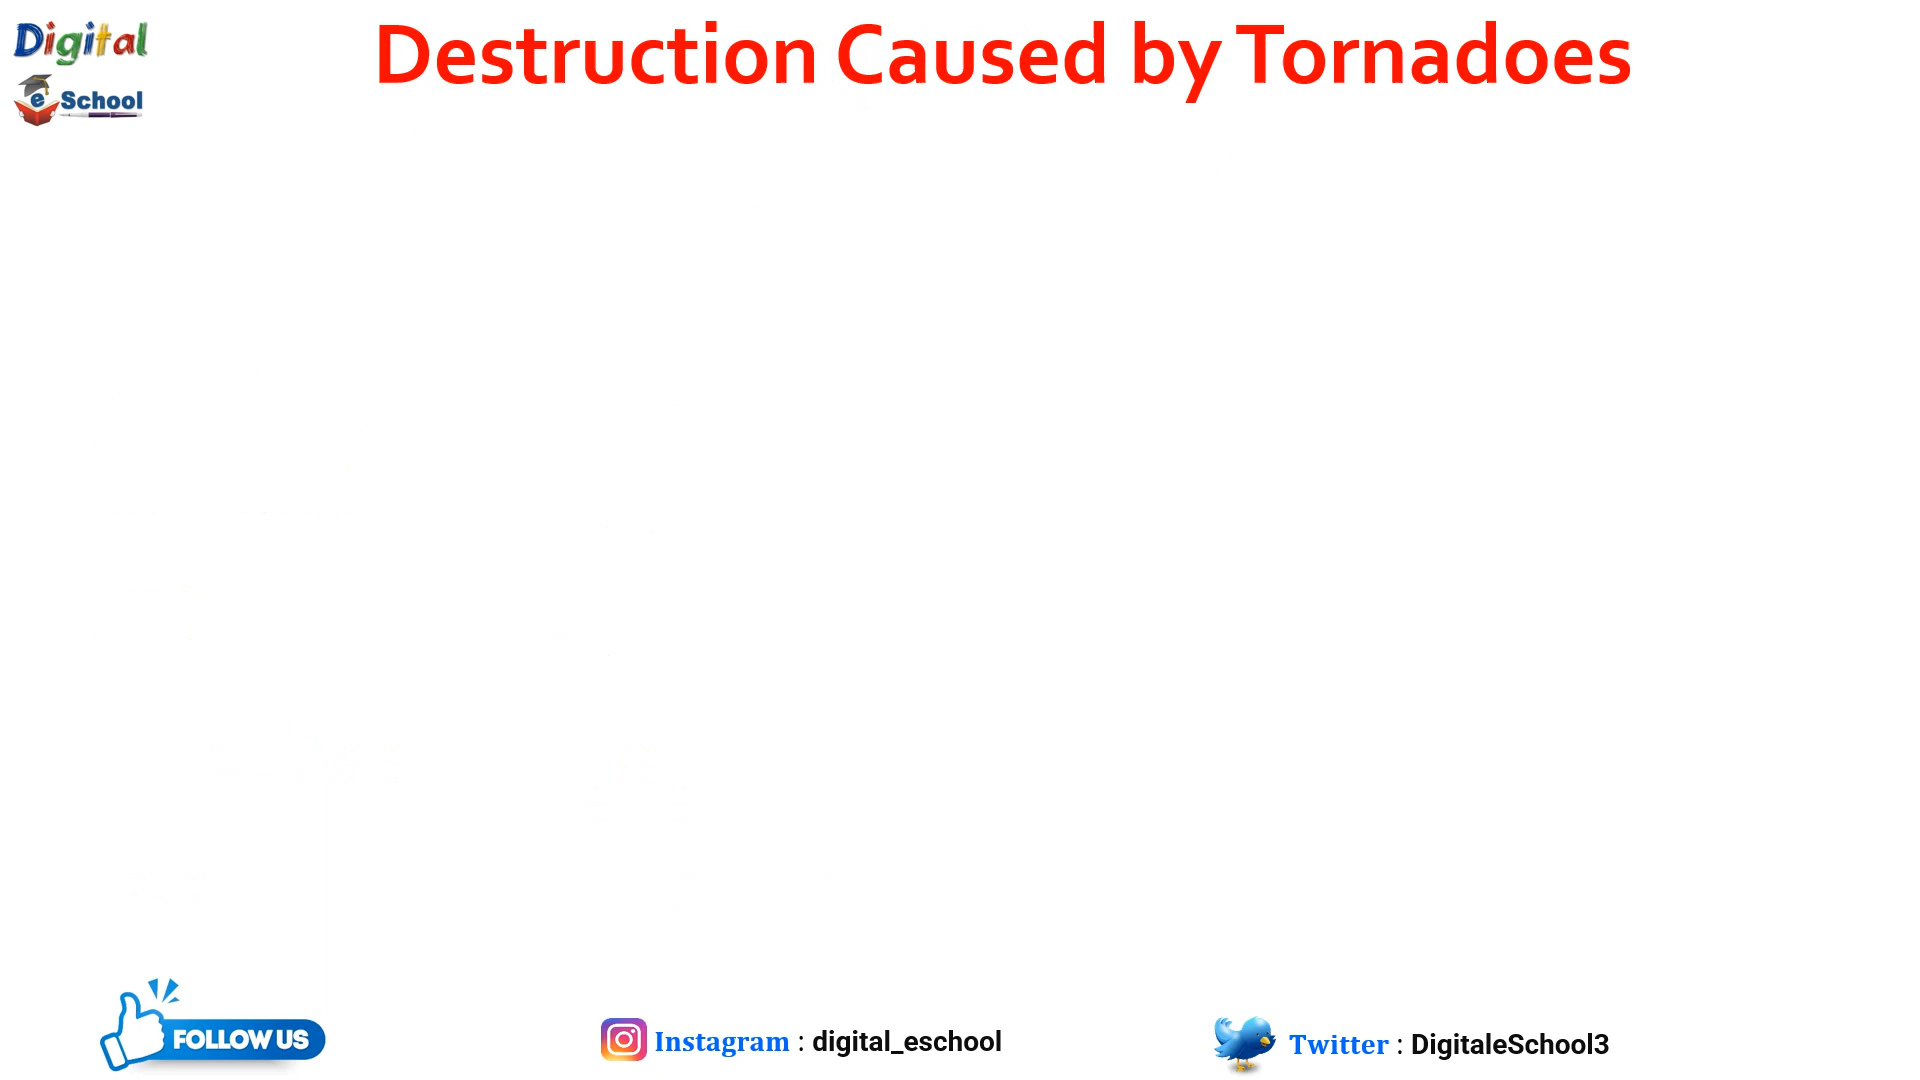 Digital
e School
Destruction Caused by Tornadoes
FOLLOW US
Instagram : digital_eschool
Twitter : DigitaleSchool3